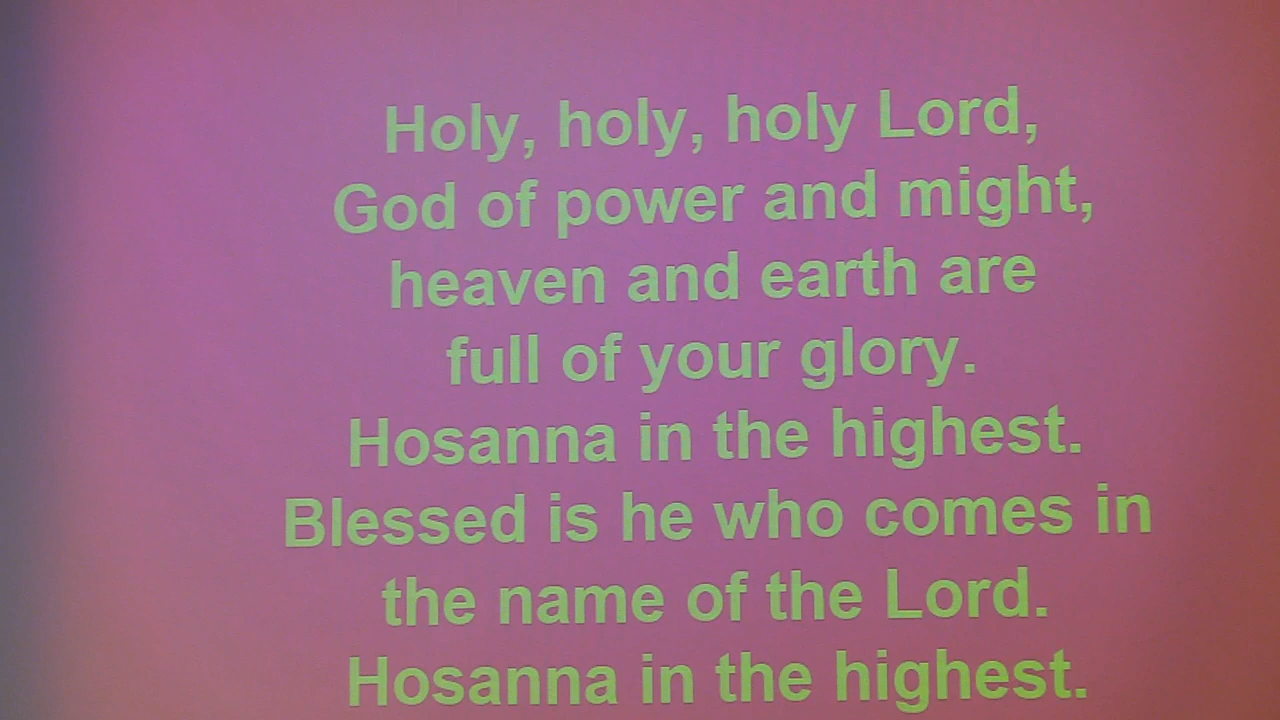 Holy, holy, holy Lord,
God of power and might,
heaven and earth are
full of your glory.
Hosanna in the highest.
Blessed is he who comes in
the name of the Lord.
Hosanna in the highest.